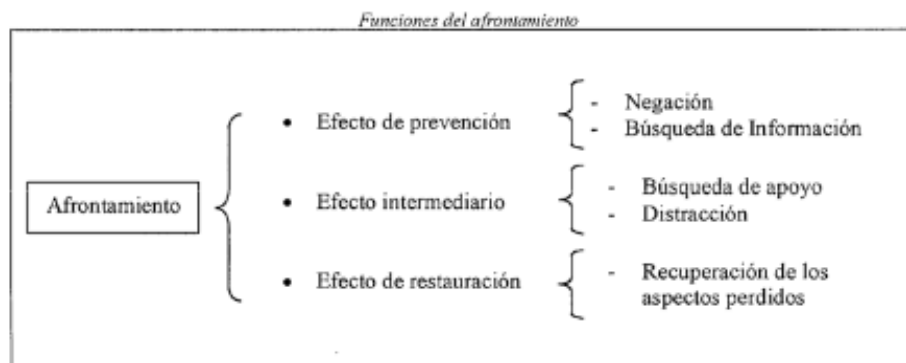 Funciones del afrontamiento
Afrontamiento
• Efecto de prevención
- Negación
- Búsqueda de Información
• Efecto intermediario
- Búsqueda de apoyo
- Distracción
• Efecto de restauración
- Recuperación de los
aspectos perdidos